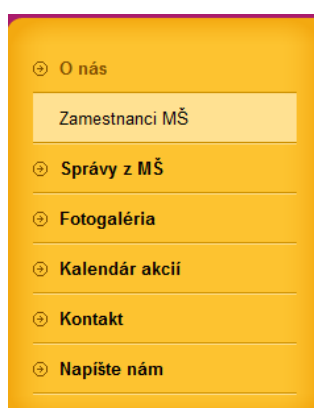 O nás
Zamestnanci MŠ
Správy z MŠ
Fotogaléria
Kalendár akcií
Kontakt
Napíšte nám